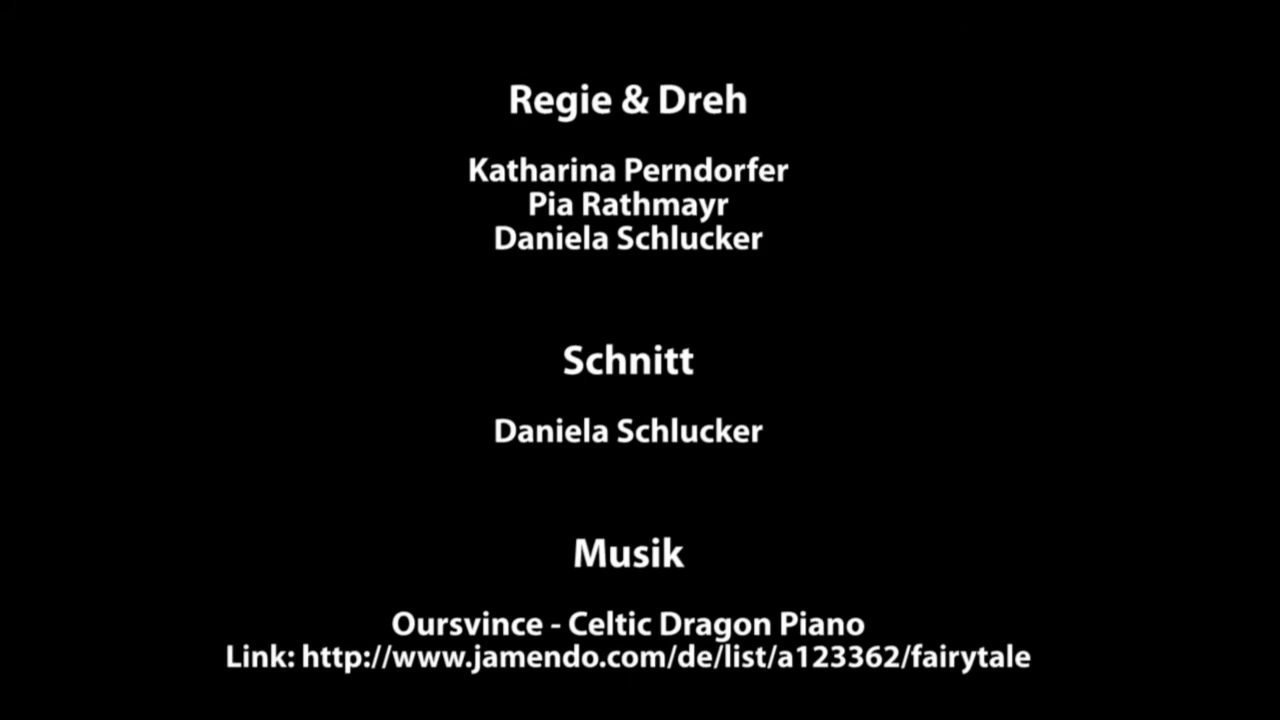 Regie & Dreh
Katharina Perndorfer
Pia Rathmayr
Daniela Schlucker
Schnitt
Daniela Schlucker
Musik
Oursvince - Celtic Dragon Piano
Link: http://www.jamendo.com/de/list/a123362/fairytale